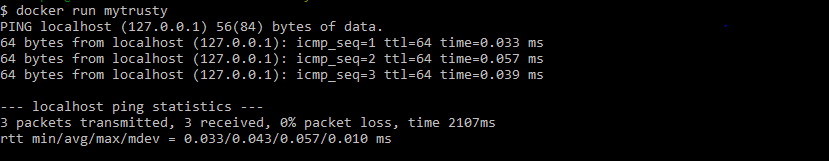 $ docker run mytrusty
PING localhost (127.0.0.1) 56(84) bytes of data.
64 bytes from localhost (127.0.0.1): icmp_seq=1 ttl=64 time=0.033 ms
64 bytes from localhost (127.0.0.1): icmp_seq=2 ttl=64 time=0.057 ms
64 bytes from localhost (127.0.0.1): icmp_seq=3 ttl=64 time=0.039 ms

--- localhost ping statistics ---
3 packets transmitted, 3 received, 0% packet loss, time 2107ms
rtt min/avg/max/mdev = 0.033/0.043/0.057/0.010 ms